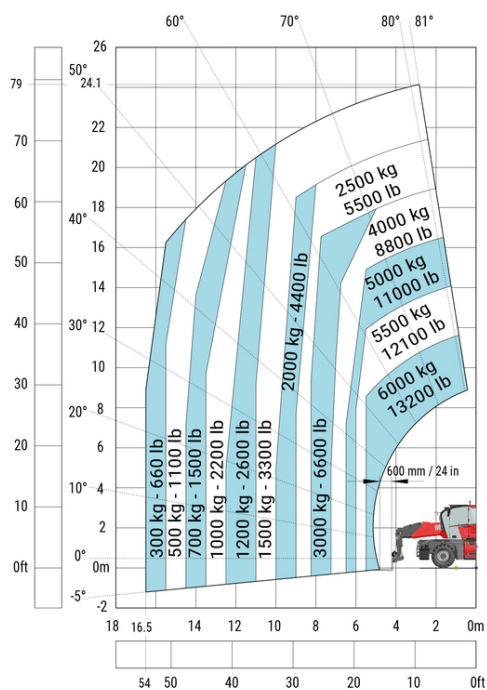 60°
70°
80°
81°
26
79
50°
24.1
22
70
20
2500 kg
5500 lb
60
18
4000 kg
8800 lb
40°
16
50
5000 kg
11000 lb
14
2000 kg - 4400 lb
40
30°
12
5500 kg
12100 lb
10
30
6000 kg
13200 lb
20°
8
20
6
600 mm / 24 in
10°
4
300 kg - 660 lb
500 kg - 1100 lb
700 kg - 1500 lb
1000 kg - 2200 lb
1200 kg - 2600 lb
1500 kg - 3300 lb
3000 kg - 6600 lb
10
2
0°
0ft
0m
-5°
-2
18
16.5
14
12
10
8
6
4
2
0m
54
50
40
30
20
10
0ft